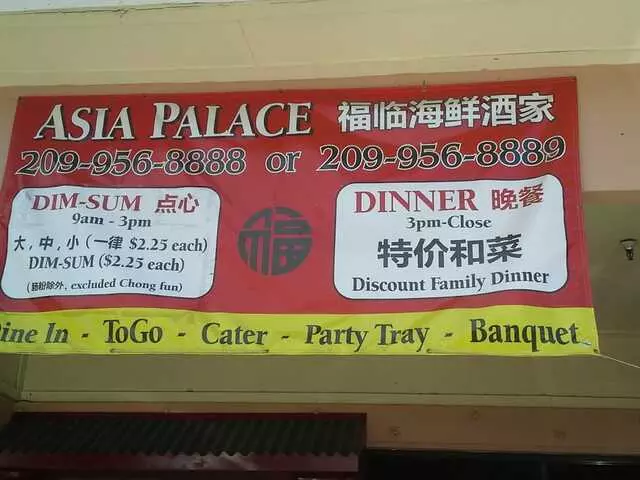 ASIA PALACE 福临海鲜酒家
209-956-8888 or 209-956-8889
DIM-SUM 点心
9am - 3pm
大,中,小(一律 $2.25 each)
DIM-SUM ($2.25 each)
(肠粉除外, excluded Chong fun)
福
DINNER 晚餐
3pm-Close
特价和菜
Discount Family Dinner
ine In - ToGo - Cater - Party Tray - Banquet